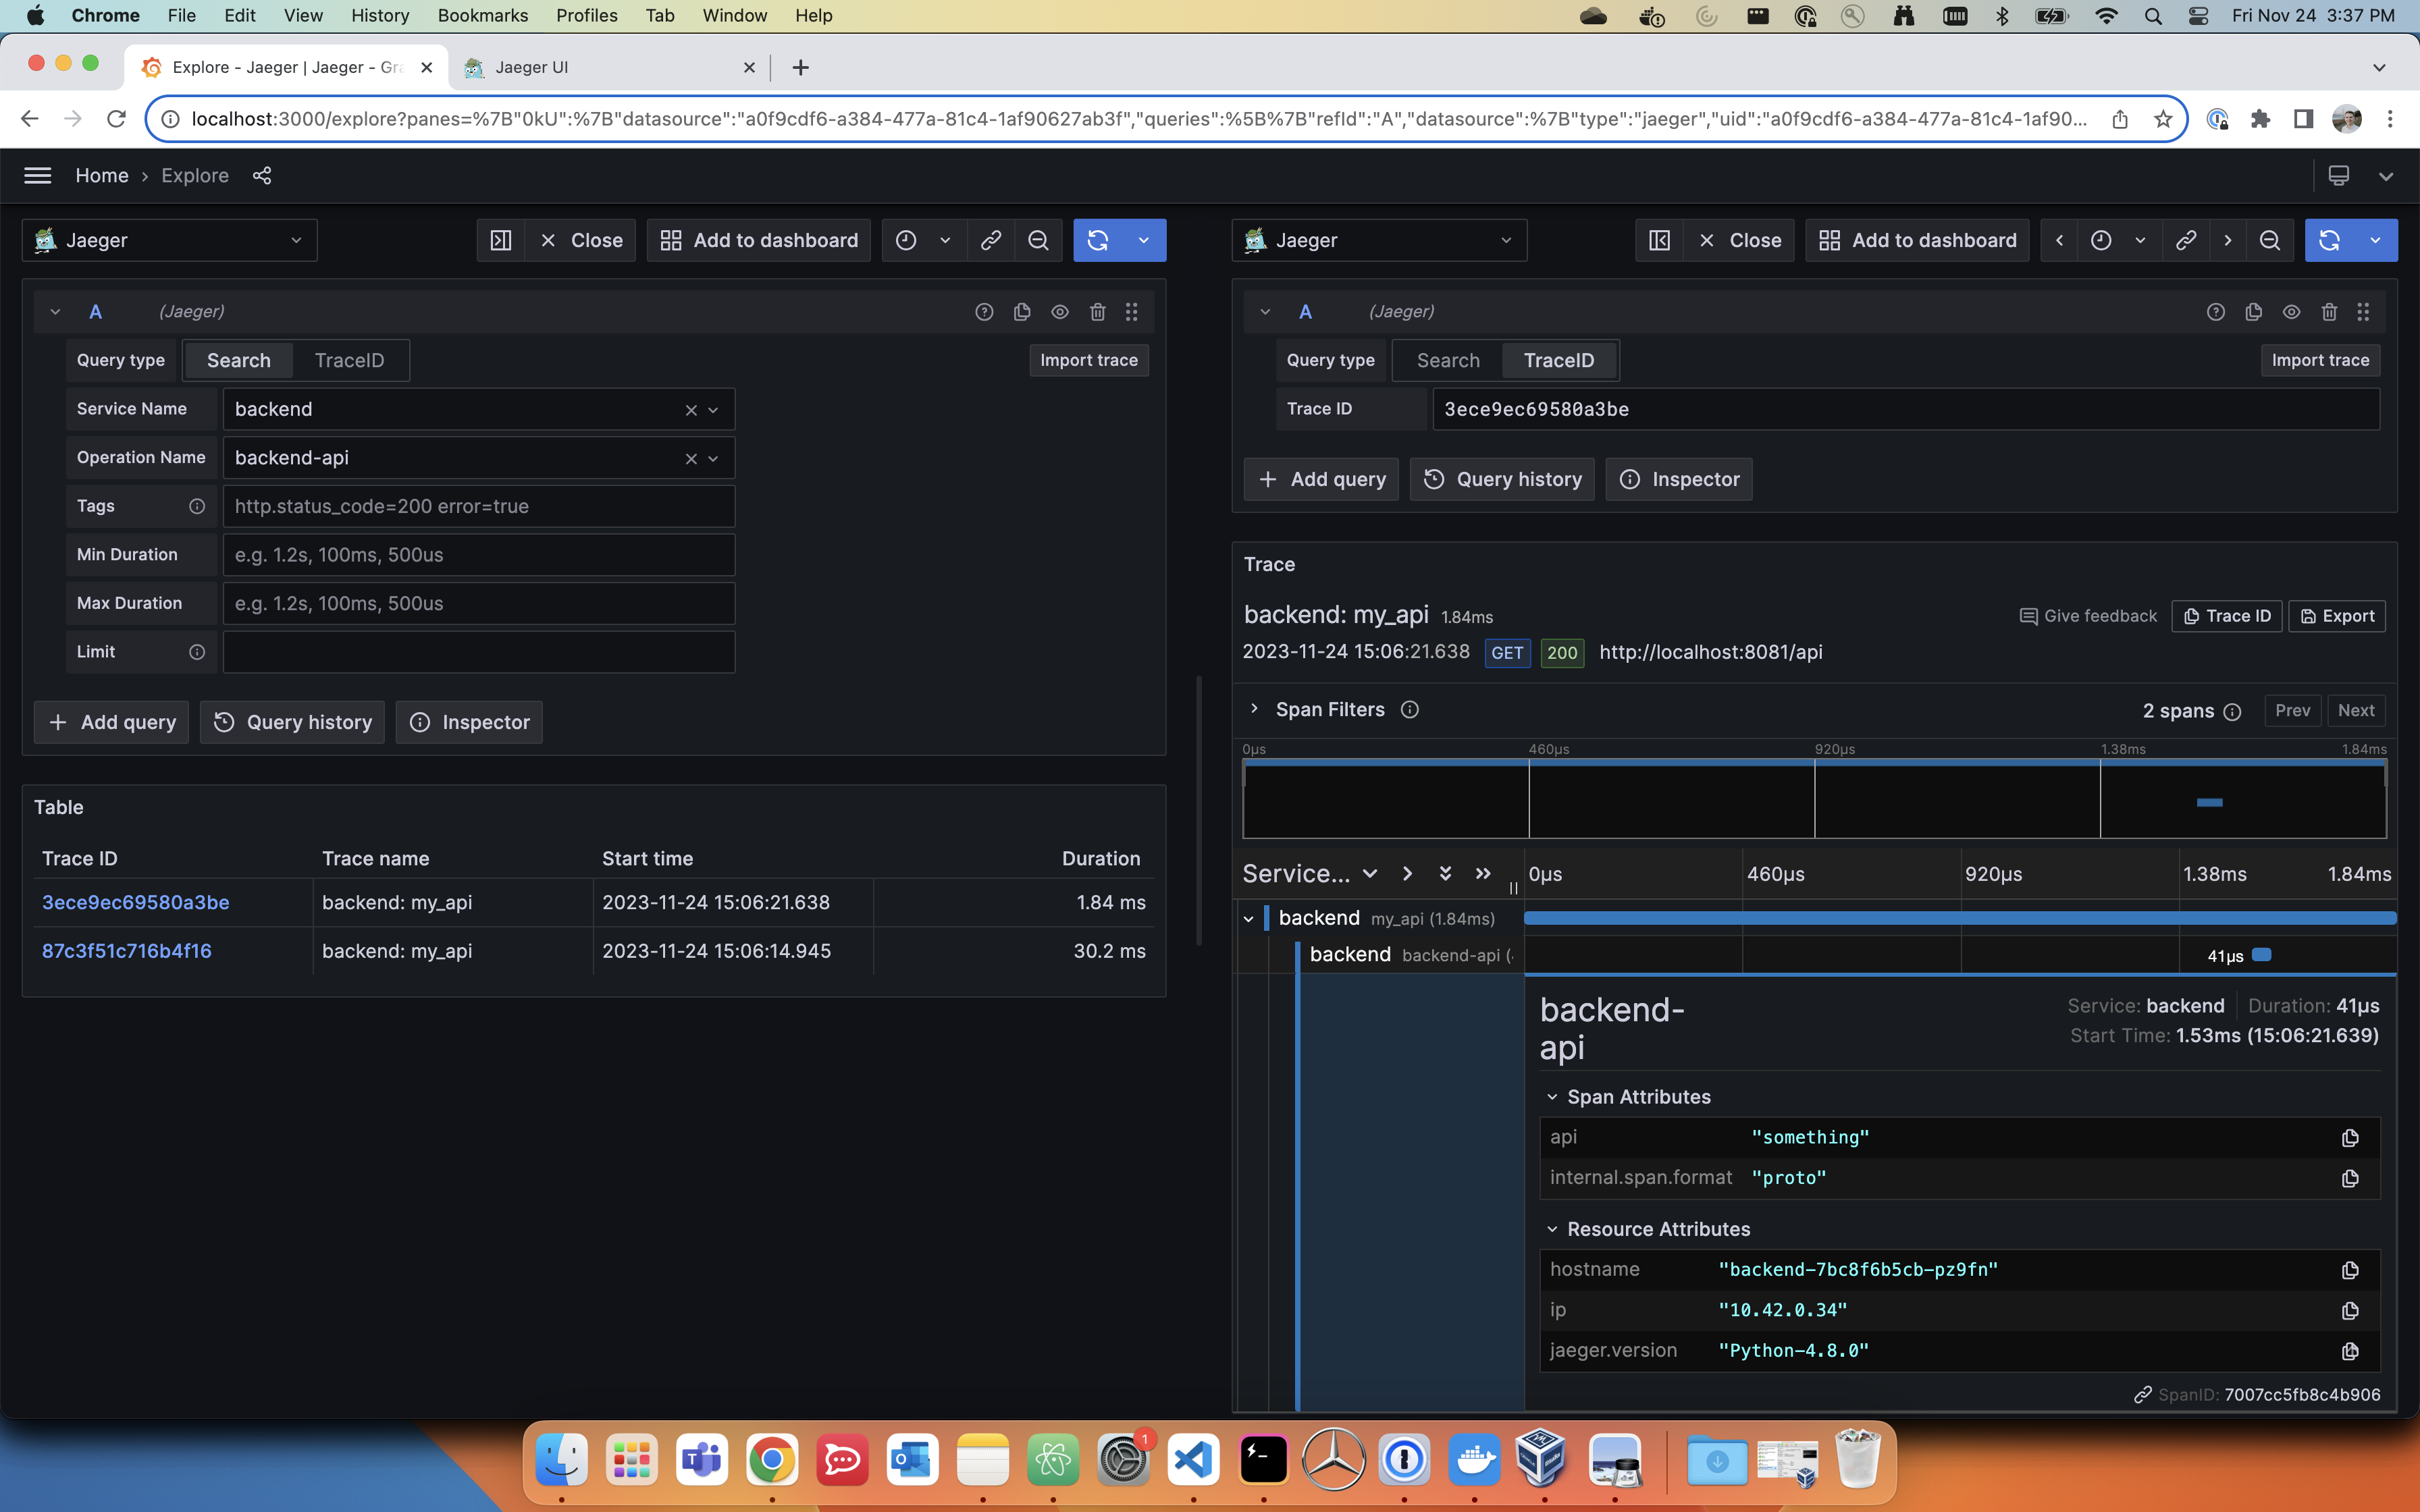 Chrome File Edit View History Bookmarks Profiles Tab Window Help
Fri Nov 24 3:37 PM
Explore - Jaeger | Jaeger - Gra
Jaeger UI
localhost:3000/explore?panes=%7B"0kU":%7B"datasource":"a0f9cdf6-a384-477a-81c4-1af90627ab3f","queries":%5B%7B"refId":"A","datasource":%7B"type":"jaeger","uid":"a0f9cdf6-a384-477a-81c4-1af90...
Home › Explore
Jaeger
Close
Add to dashboard
A (Jaeger)
Query type Search TraceID Import trace
Service Name backend
Operation Name backend-api
Tags http.status_code=200 error=true
Min Duration e.g. 1.2s, 100ms, 500us
Max Duration e.g. 1.2s, 100ms, 500us
Limit
+ Add query Query history Inspector
Table
Trace ID Trace name Start time Duration
3ece9ec69580a3be backend: my_api 2023-11-24 15:06:21.638 1.84 ms
87c3f51c716b4f16 backend: my_api 2023-11-24 15:06:14.945 30.2 ms
Jaeger
Close
Add to dashboard
A (Jaeger)
Query type Search TraceID Import trace
Trace ID 3ece9ec69580a3be
+ Add query Query history Inspector
Trace
backend: my_api 1.84ms
Give feedback Trace ID Export
2023-11-24 15:06:21.638 GET 200 http://localhost:8081/api
Span Filters 2 spans Prev Next
0μs 460μs 920μs 1.38ms 1.84ms
Service... 0μs 460μs 920μs 1.38ms 1.84ms
backend my_api (1.84ms)
backend backend-api (
41μs
backend-
api
Service: backend Duration: 41μs
Start Time: 1.53ms (15:06:21.639)
Span Attributes
api "something"
internal.span.format "proto"
Resource Attributes
hostname "backend-7bc8f6b5cb-pz9fn"
ip "10.42.0.34"
jaeger.version "Python-4.8.0"
SpanID: 7007cc5fb8c4b906
1